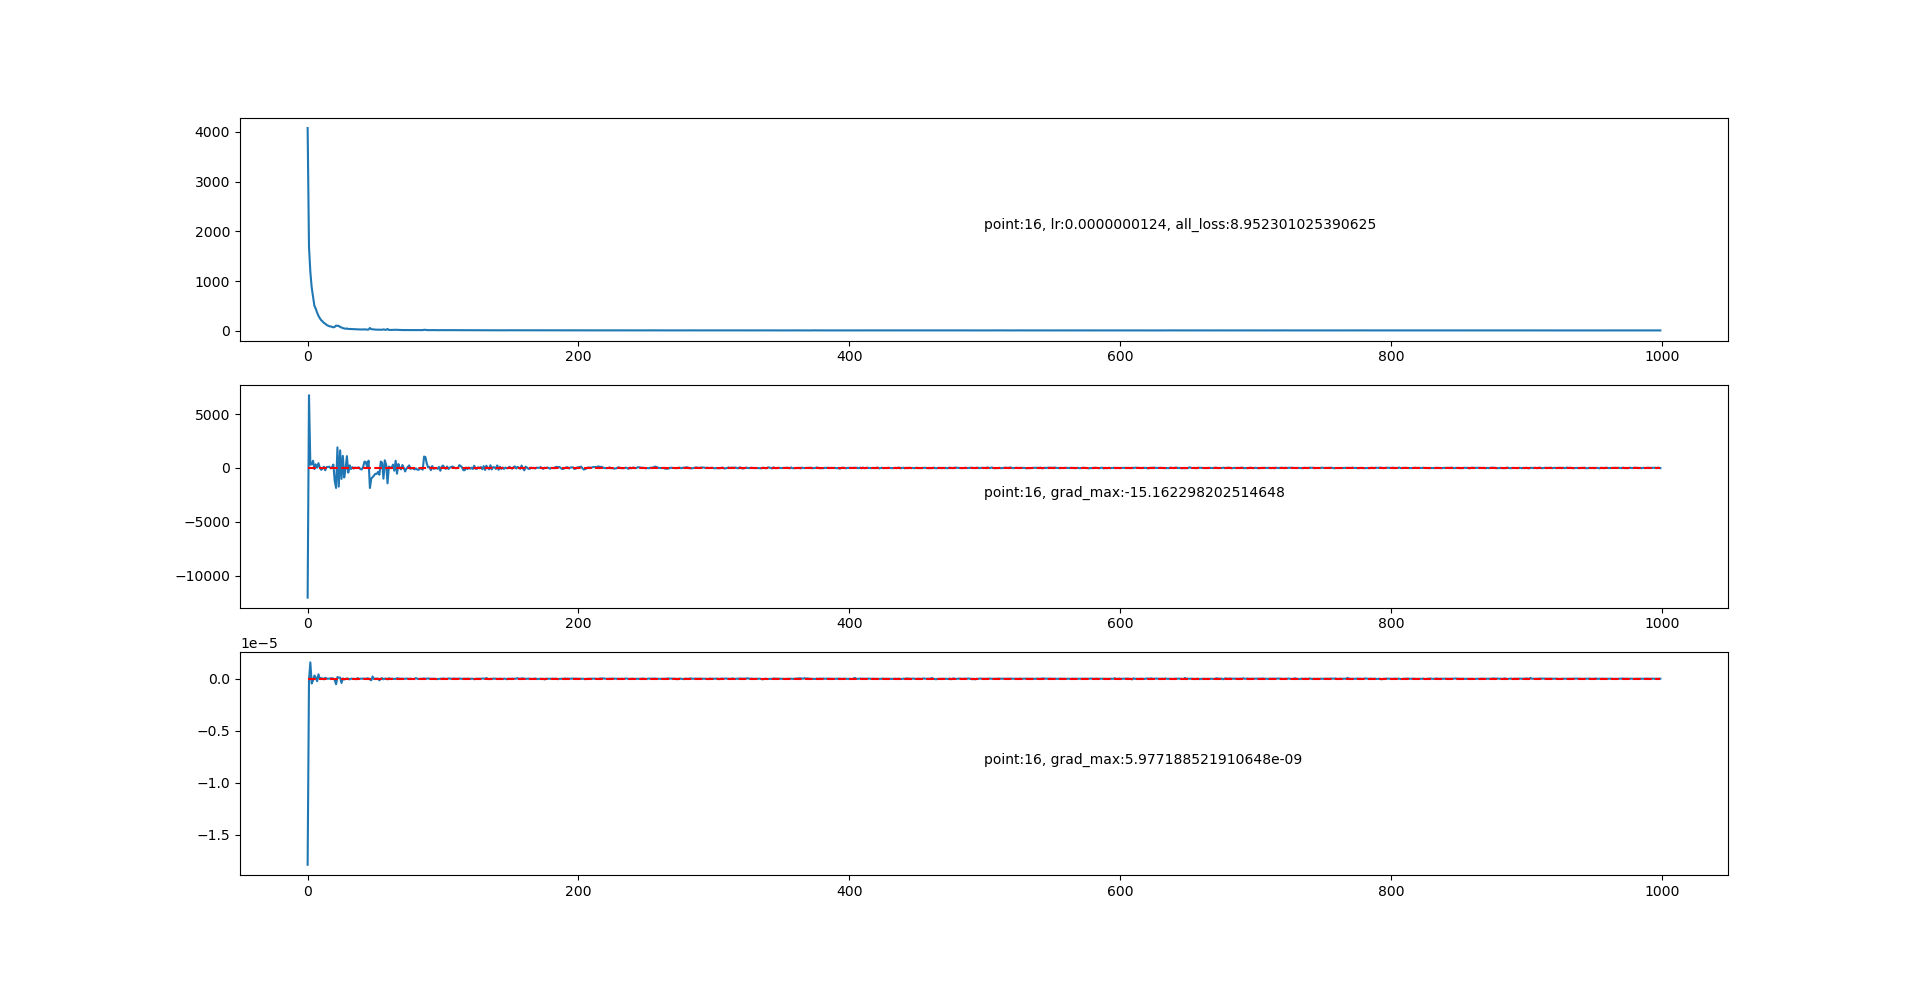 4000
3000
2000
1000
0
point:16, lr:0.0000000124, all_loss:8.952301025390625
0 200 400 600 800 1000
5000
0
−5000
−10000
point:16, grad_max:-15.162298202514648
0 200 400 600 800 1000
1e−5
0.0
−0.5
−1.0
−1.5
point:16, grad_max:5.977188521910648e-09
0 200 400 600 800 1000